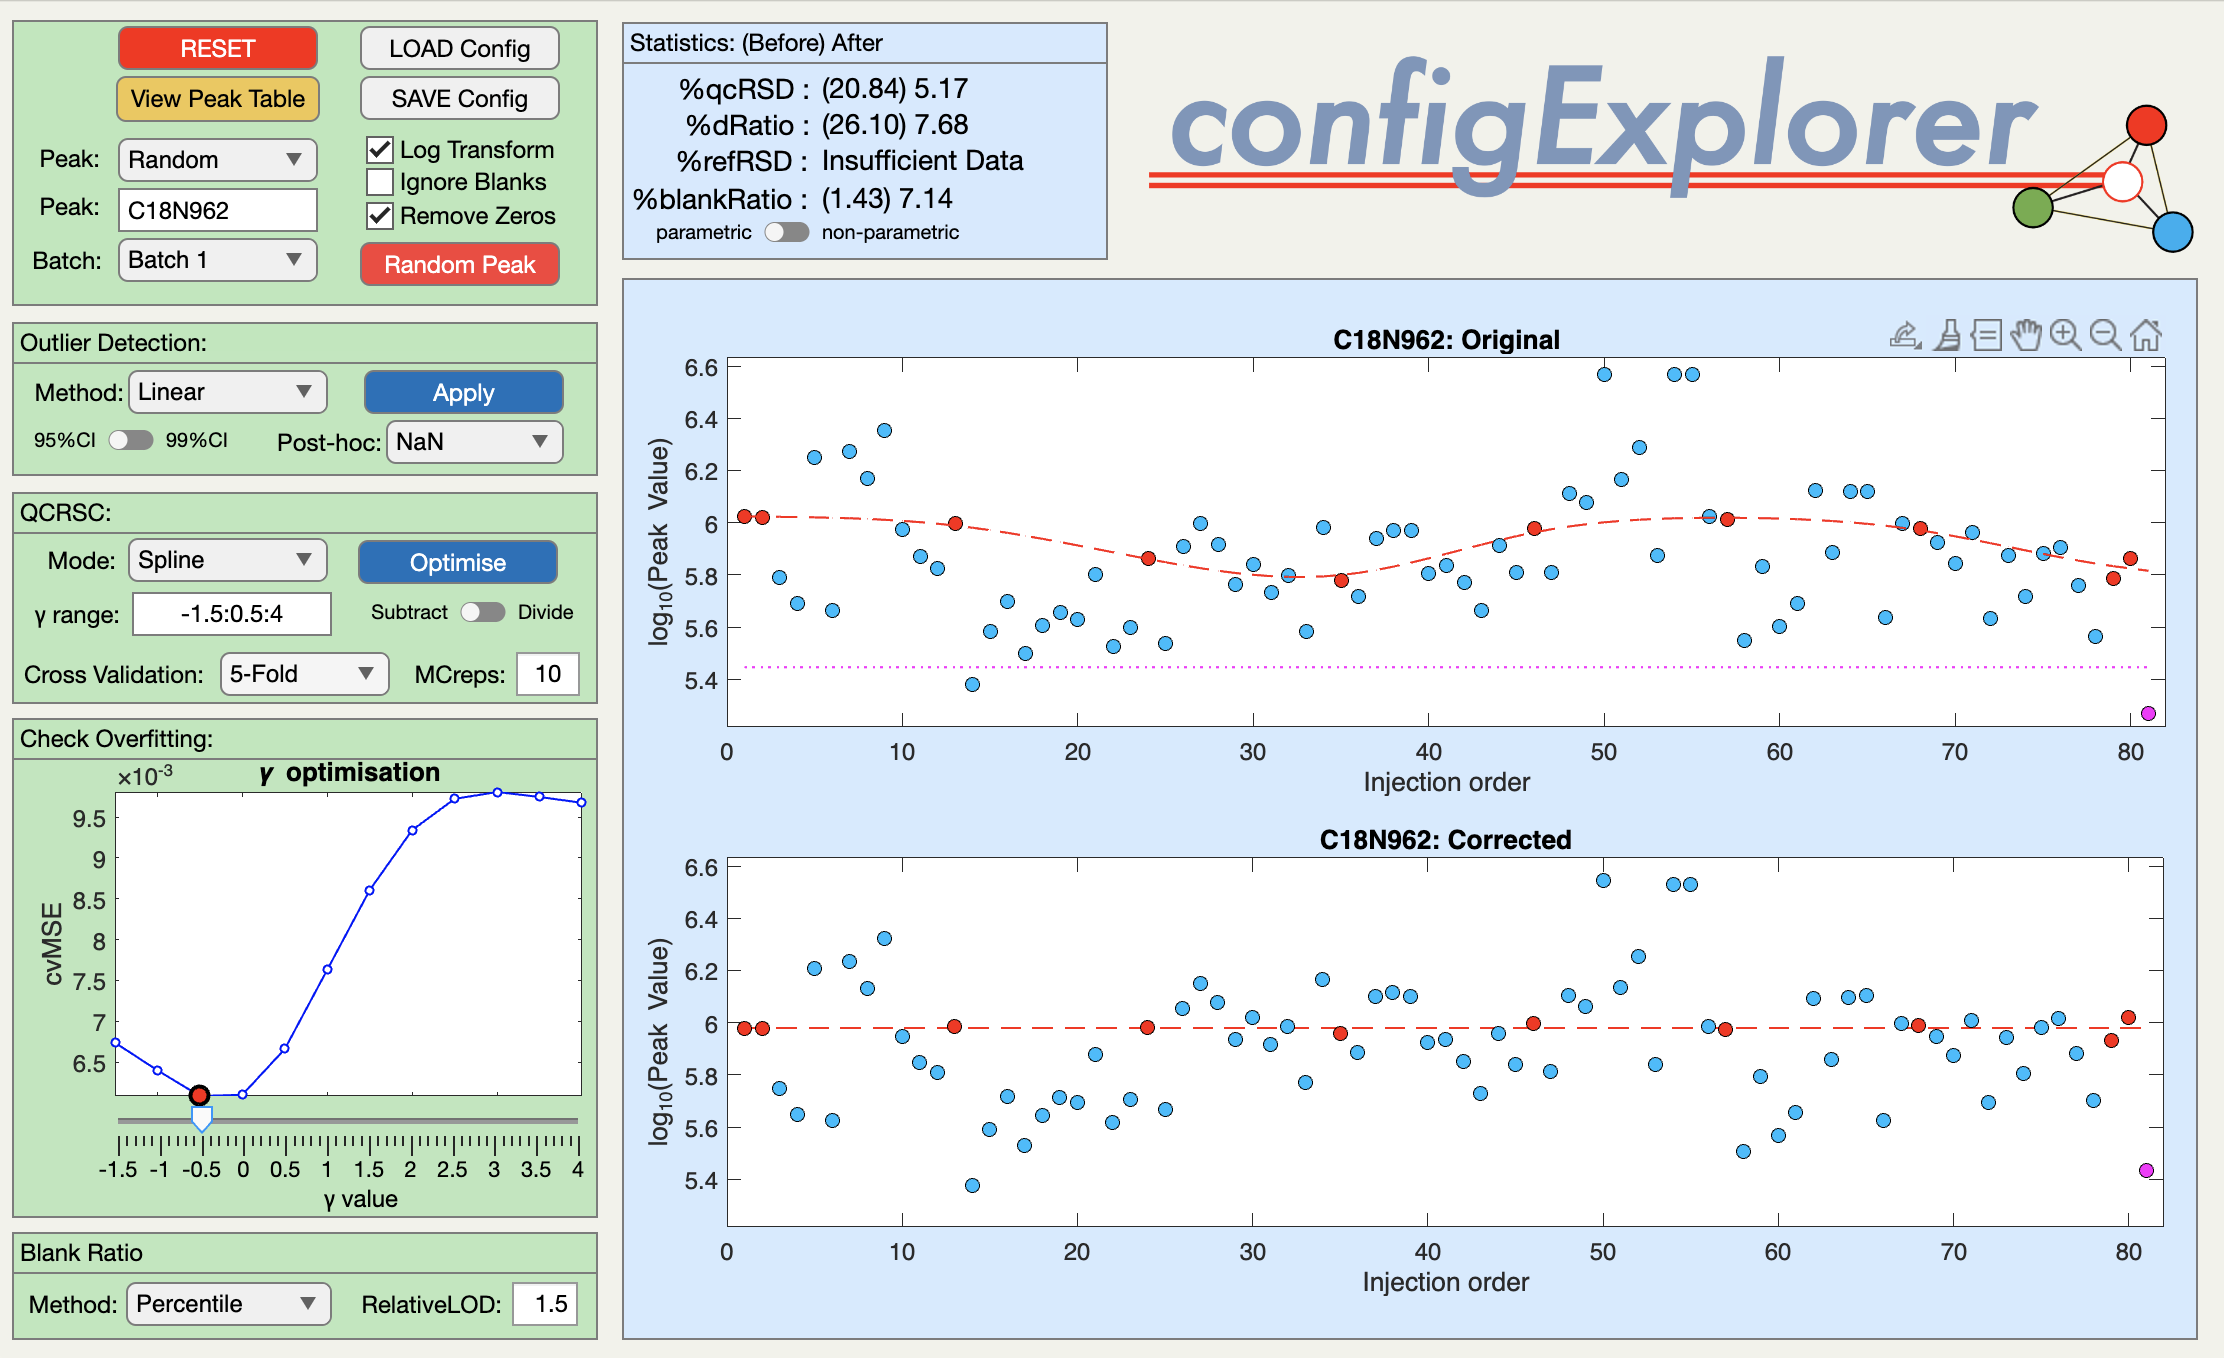 RESET
LOAD Config
View Peak Table
SAVE Config
Peak: Random
Log Transform
Ignore Blanks
Peak: C18N962
Remove Zeros
Batch: Batch 1
Random Peak
Outlier Detection:
Method: Linear
Apply
95%CI 99%CI
Post-hoc: NaN
QCRSC:
Mode: Spline
Optimise
γ range: -1.5:0.5:4
Subtract Divide
Cross Validation: 5-Fold
MCreps: 10
Check Overfitting:
×10-3
γ optimisation
9.5
9
8.5
8
7.5
7
6.5
cvMSE
-1.5 -1 -0.5 0 0.5 1 1.5 2 2.5 3 3.5 4
γ value
Blank Ratio
Method: Percentile
RelativeLOD: 1.5
Statistics: (Before) After
%qcRSD : (20.84) 5.17
%dRatio : (26.10) 7.68
%refRSD : Insufficient Data
%blankRatio : (1.43) 7.14
parametric non-parametric
configExplorer
C18N962: Original
6.6
6.4
6.2
6
5.8
5.6
5.4
log10(Peak Value)
0 10 20 30 40 50 60 70 80
Injection order
C18N962: Corrected
6.6
6.4
6.2
6
5.8
5.6
5.4
log10(Peak Value)
0 10 20 30 40 50 60 70 80
Injection order